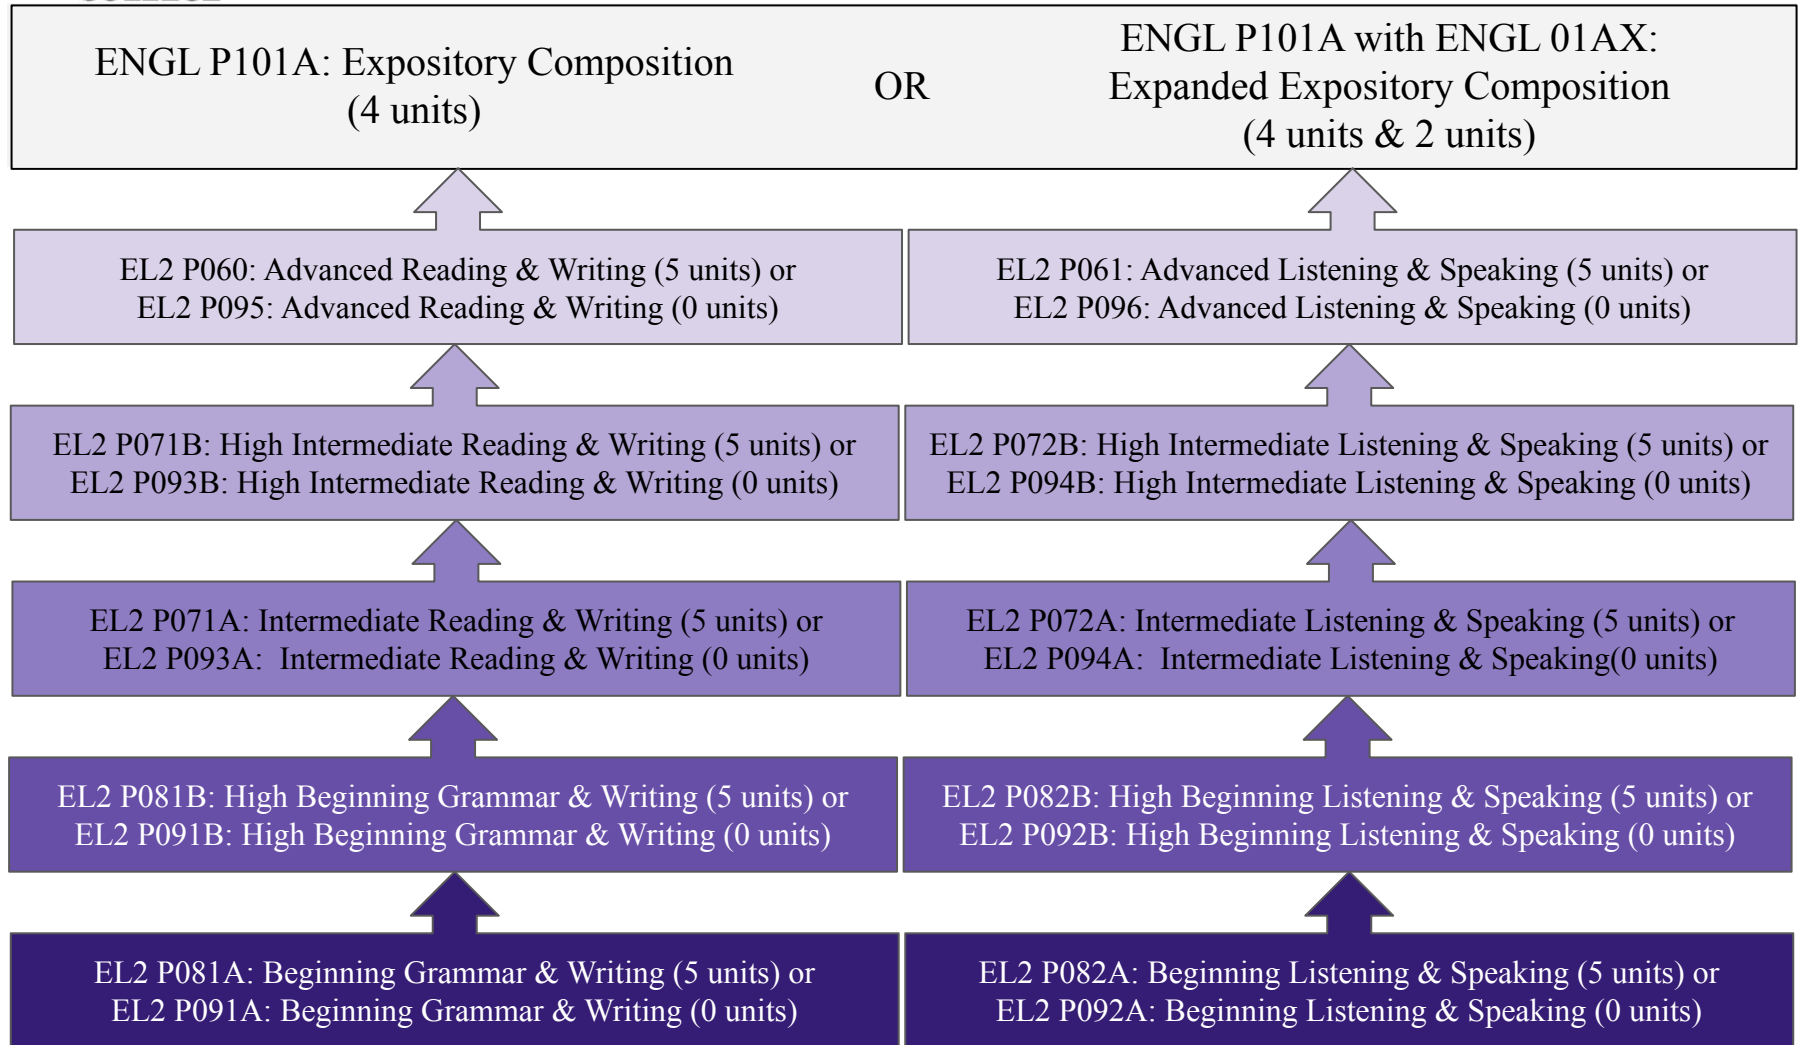 ENGL P101A: Expository Composition
(4 units)
OR
ENGL P101A with ENGL 01AX:
Expanded Expository Composition
(4 units & 2 units)
EL2 P060: Advanced Reading & Writing (5 units) or
EL2 P095: Advanced Reading & Writing (0 units)
EL2 P061: Advanced Listening & Speaking (5 units) or
EL2 P096: Advanced Listening & Speaking (0 units)
EL2 P071B: High Intermediate Reading & Writing (5 units) or
EL2 P093B: High Intermediate Reading & Writing (0 units)
EL2 P072B: High Intermediate Listening & Speaking (5 units) or
EL2 P094B: High Intermediate Listening & Speaking (0 units)
EL2 P071A: Intermediate Reading & Writing (5 units) or
EL2 P093A:  Intermediate Reading & Writing (0 units)
EL2 P072A: Intermediate Listening & Speaking (5 units) or
EL2 P094A:  Intermediate Listening & Speaking(0 units)
EL2 P081B: High Beginning Grammar & Writing (5 units) or
EL2 P091B: High Beginning Grammar & Writing (0 units)
EL2 P082B: High Beginning Listening & Speaking (5 units) or
EL2 P092B: High Beginning Listening & Speaking (0 units)
EL2 P081A: Beginning Grammar & Writing (5 units) or
EL2 P091A: Beginning Grammar & Writing (0 units)
EL2 P082A: Beginning Listening & Speaking (5 units) or
EL2 P092A: Beginning Listening & Speaking (0 units)